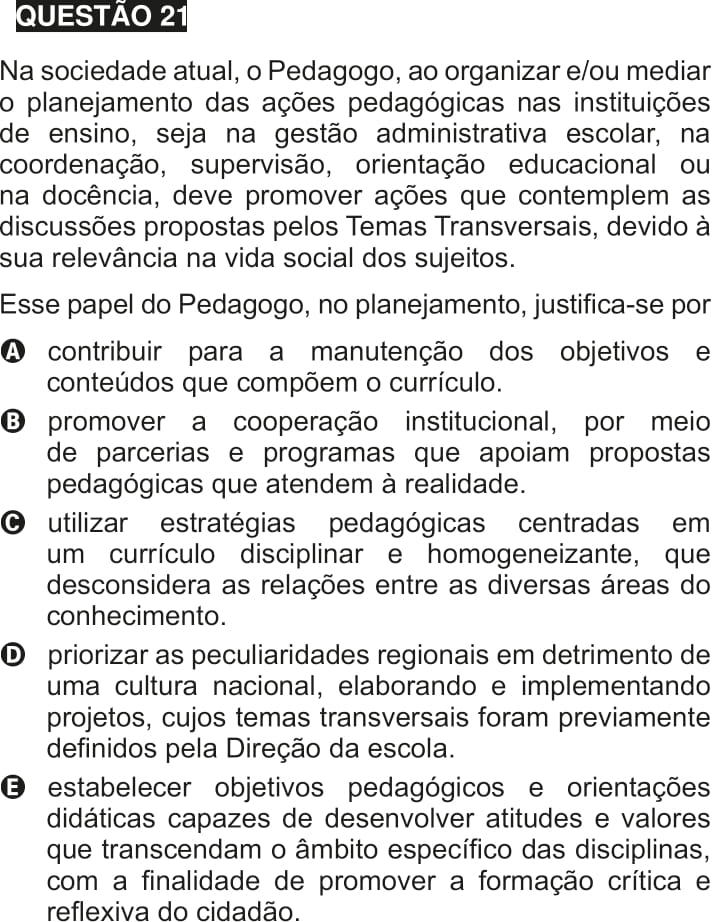 QUESTÃO 21
Na sociedade atual, o Pedagogo, ao organizar e/ou mediar
o planejamento das ações pedagógicas nas instituições
de ensino, seja na gestão administrativa escolar, na
coordenação, supervisão, orientação educacional ou
na docência, deve promover ações que contemplem as
discussões propostas pelos Temas Transversais, devido à
sua relevância na vida social dos sujeitos.
Esse papel do Pedagogo, no planejamento, justifica-se por
A contribuir para a manutenção dos objetivos e
conteúdos que compõem o currículo.
B promover a cooperação institucional, por meio
de parcerias e programas que apoiam propostas
pedagógicas que atendem à realidade.
C utilizar estratégias pedagógicas centradas em
um currículo disciplinar e homogeneizante, que
desconsidera as relações entre as diversas áreas do
conhecimento.
D priorizar as peculiaridades regionais em detrimento de
uma cultura nacional, elaborando e implementando
projetos, cujos temas transversais foram previamente
definidos pela Direção da escola.
E estabelecer objetivos pedagógicos e orientações
didáticas capazes de desenvolver atitudes e valores
que transcendam o âmbito específico das disciplinas,
com a finalidade de promover a formação crítica e
reflexiva do cidadão.